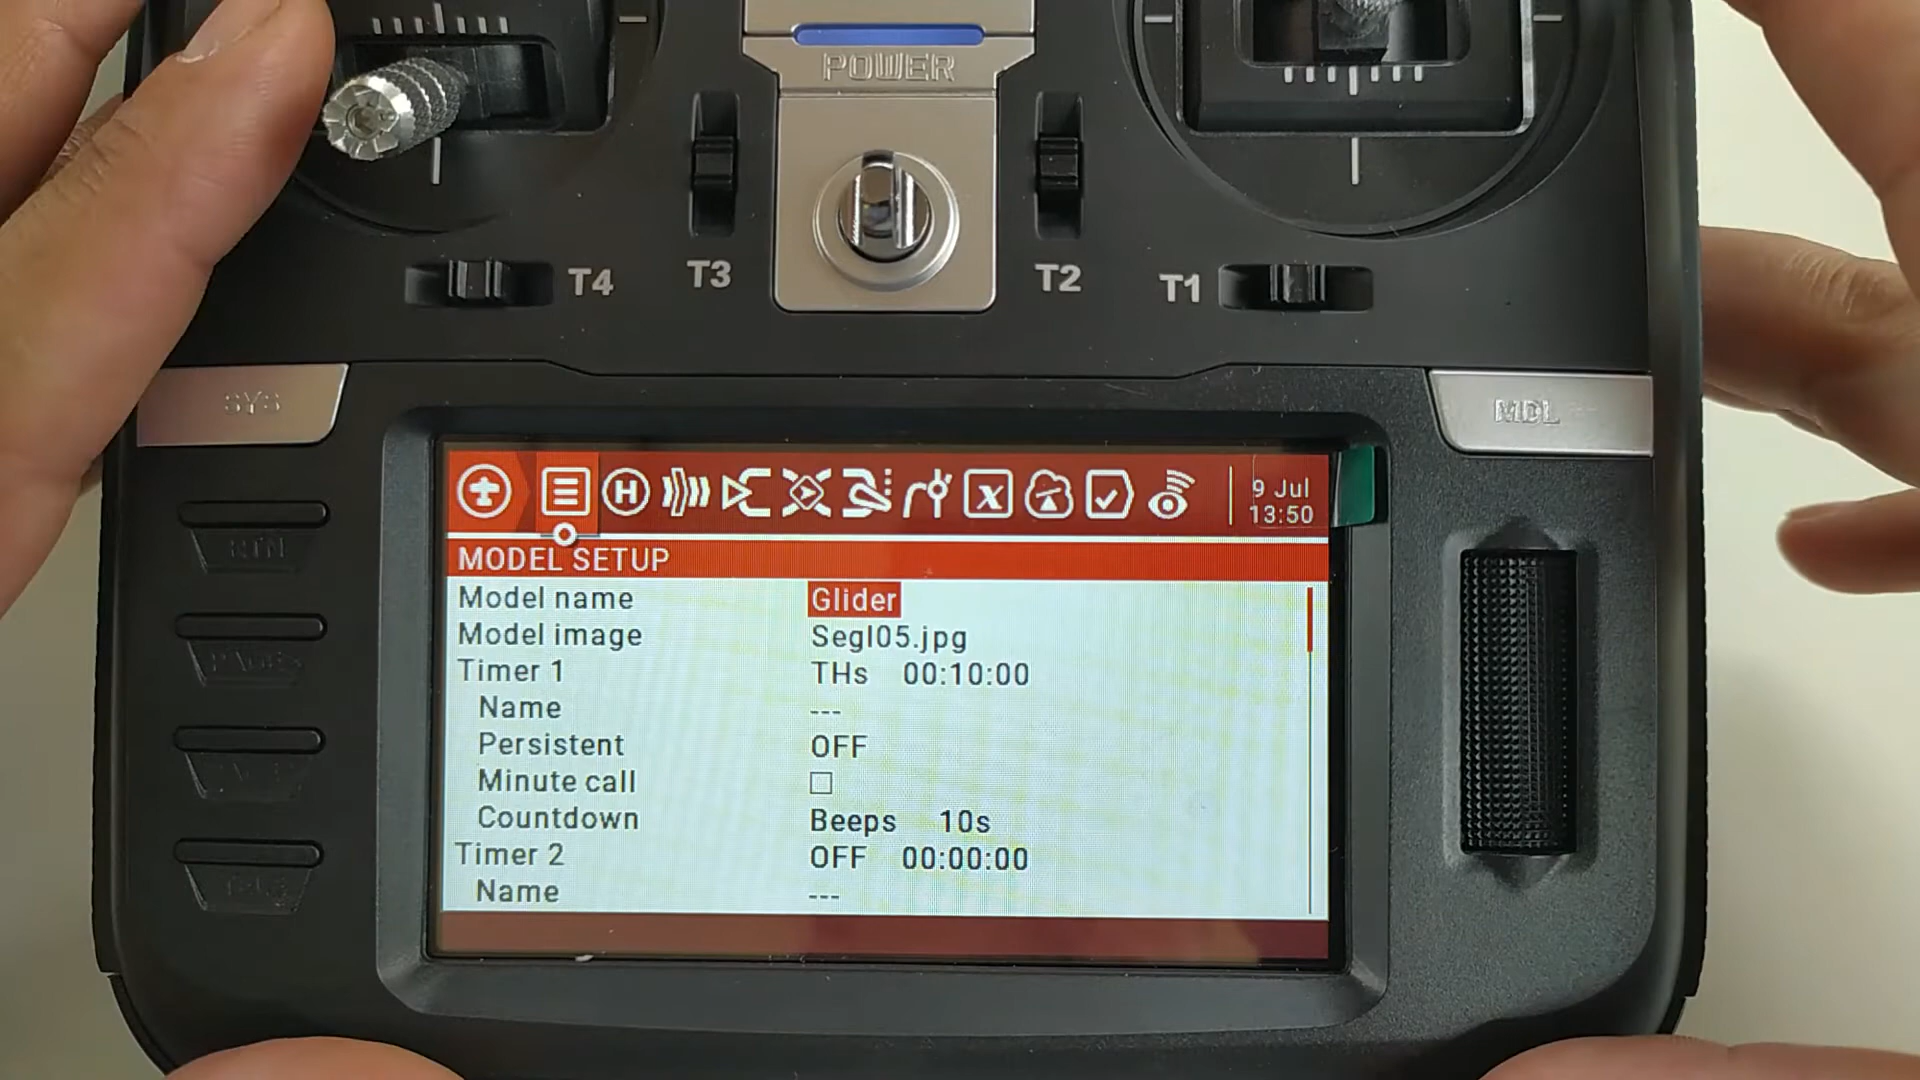 POWER
T4
T3
T2
T1
SYS
MDL
RTN
H
x
9 Jul
13:50
MODEL SETUP
Model name Glider
Model image Segl05.jpg
Timer 1 THs 00:10:00
Name ---
Persistent OFF
Minute call
Countdown Beeps 10s
Timer 2 OFF 00:00:00
Name ---